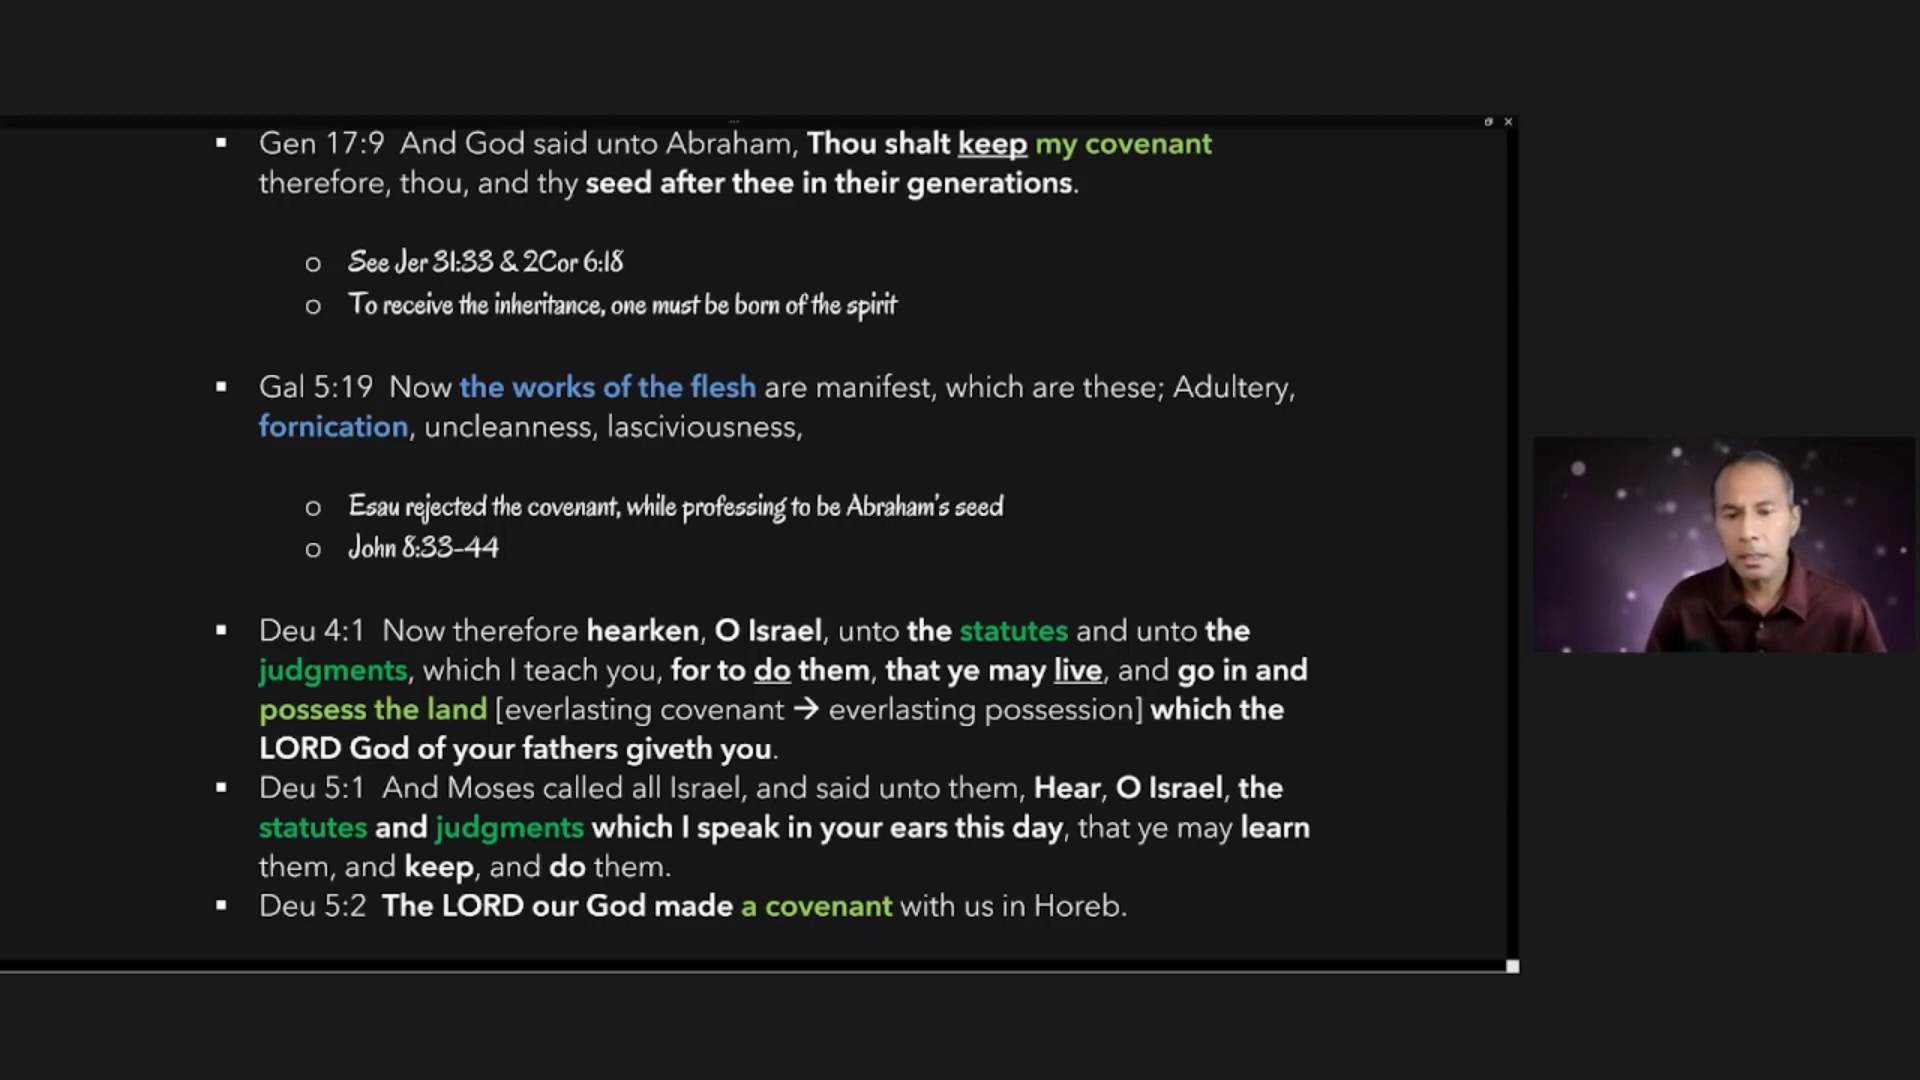 ▪ Gen 17:9 And God said unto Abraham, Thou shalt keep my covenant
therefore, thou, and thy seed after thee in their generations.
o See Jer 31:33 & 2Cor 6:18
o To receive the inheritance, one must be born of the spirit
▪ Gal 5:19 Now the works of the flesh are manifest, which are these; Adultery,
fornication, uncleanness, lasciviousness,
o Esau rejected the covenant, while professing to be Abraham's seed
o John 8:33-44
▪ Deu 4:1 Now therefore hearken, O Israel, unto the statutes and unto the
judgments, which I teach you, for to do them, that ye may live, and go in and
possess the land [everlasting covenant → everlasting possession] which the
LORD God of your fathers giveth you.
▪ Deu 5:1 And Moses called all Israel, and said unto them, Hear, O Israel, the
statutes and judgments which I speak in your ears this day, that ye may learn
them, and keep, and do them.
▪ Deu 5:2 The LORD our God made a covenant with us in Horeb.